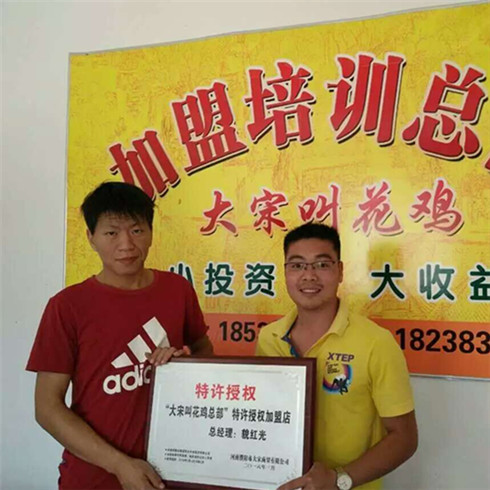 加盟培训总
大宋叫花鸡
小投资 大收益
185 18238
adidas
XTEP
特许授权
“大宋叫花鸡总部”特许授权加盟店
总经理：魏红光